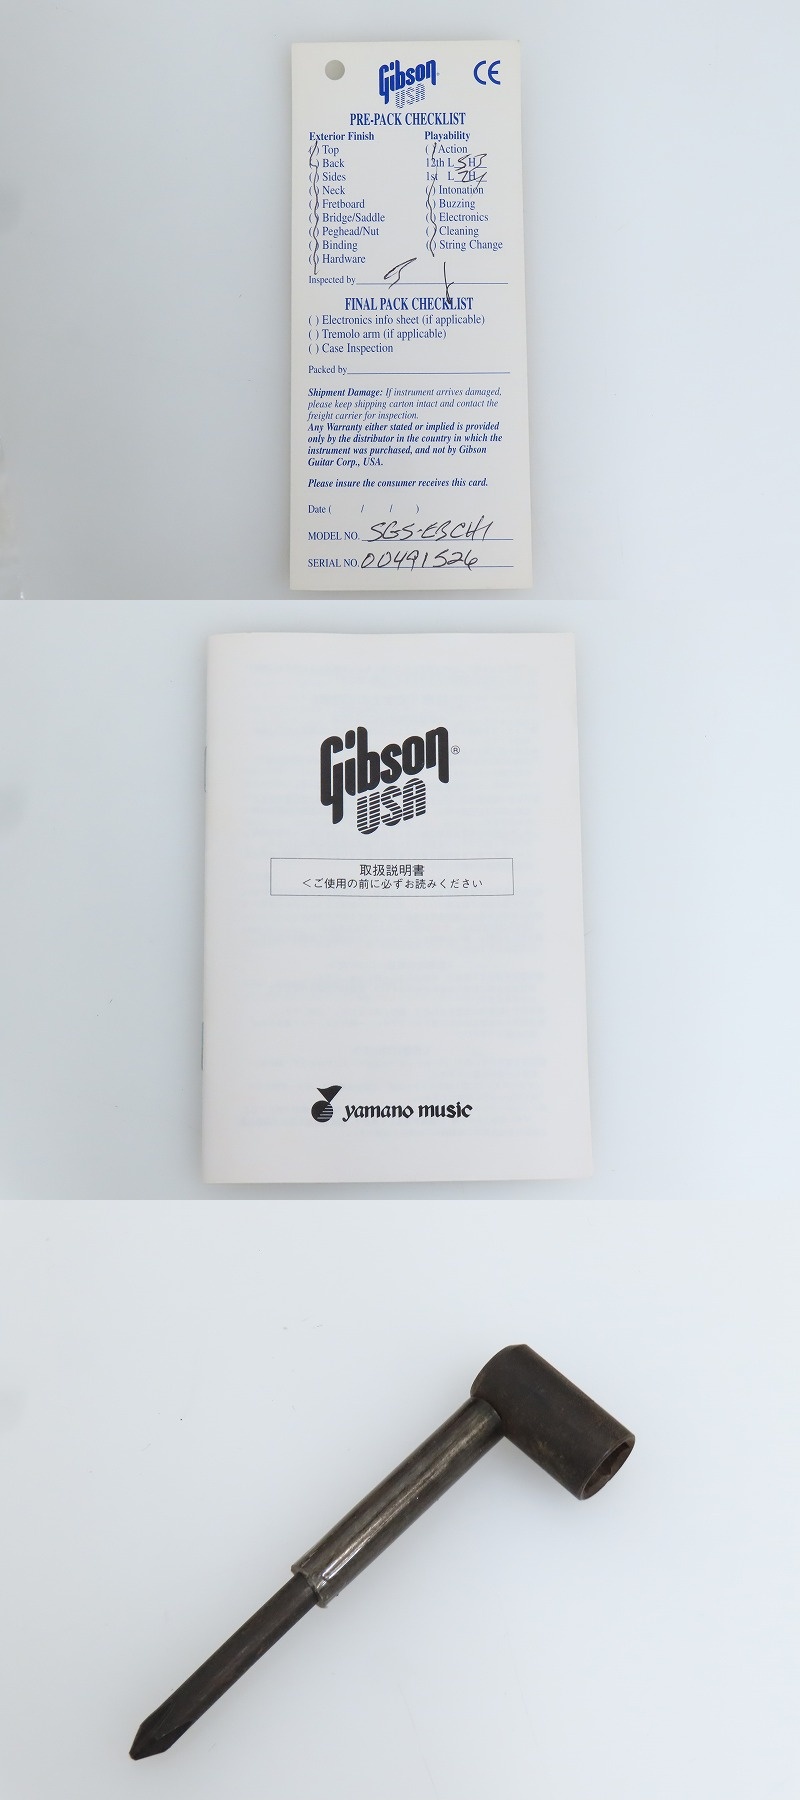 Gibson
USA
CE
PRE-PACK CHECKLIST
Exterior Finish
( ) Top
( ) Back
( ) Sides
( ) Neck
( ) Fretboard
( ) Bridge/Saddle
( ) Peghead/Nut
( ) Binding
( ) Hardware
Playability
( ) Action
12th L 5 H 3
1st L 2 H 1
( ) Intonation
( ) Buzzing
( ) Electronics
( ) Cleaning
( ) String Change
Inspected by
FINAL PACK CHECKLIST
( ) Electronics info sheet (if applicable)
( ) Tremolo arm (if applicable)
( ) Case Inspection
Packed by
Shipment Damage: If instrument arrives damaged,
please keep shipping carton intact and contact the
freight carrier for inspection.
Any Warranty either stated or implied is provided
only by the distributor in the country in which the
instrument was purchased, and not by Gibson
Guitar Corp., USA.
Please insure the consumer receives this card.
Date ( / / )
MODEL NO. SGS-EBCH1
SERIAL NO. 00491526
Gibson ®
USA
取扱説明書
<ご使用の前に必ずお読みください
yamano music